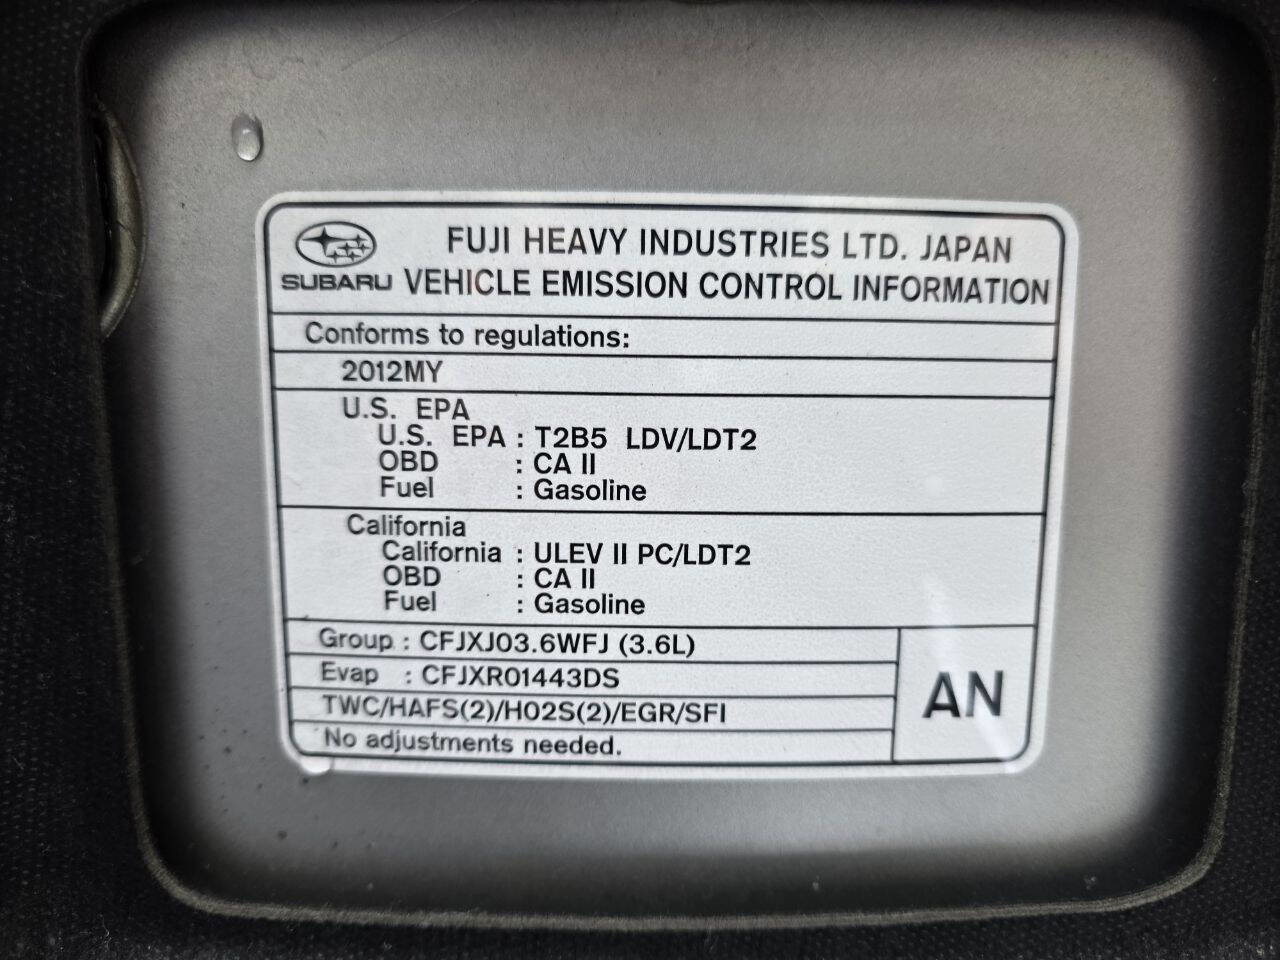 SUBARU
FUJI HEAVY INDUSTRIES LTD. JAPAN
VEHICLE EMISSION CONTROL INFORMATION
Conforms to regulations:
2012MY
U.S. EPA
U.S. EPA : T2B5 LDV/LDT2
OBD : CA II
Fuel : Gasoline
California
California : ULEV II PC/LDT2
OBD : CA II
Fuel : Gasoline
Group : CFJXJ03.6WFJ (3.6L)
Evap : CFJXR01443DS
TWC/HAFS(2)/HO2S(2)/EGR/SFI
No adjustments needed.
AN